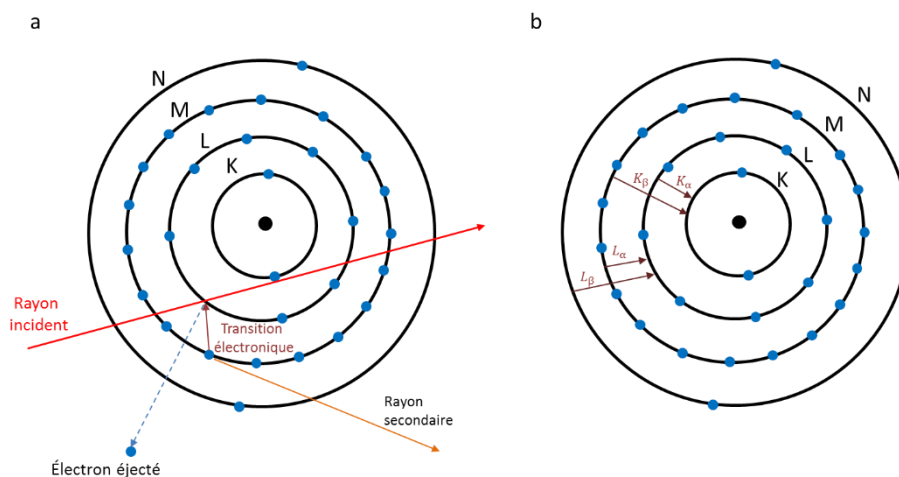 a
b
N
M
L
K
Rayon
incident
Transition
électronique
Rayon
secondaire
Électron éjecté
N
M
L
K
Kβ
Kα
Lα
Lβ